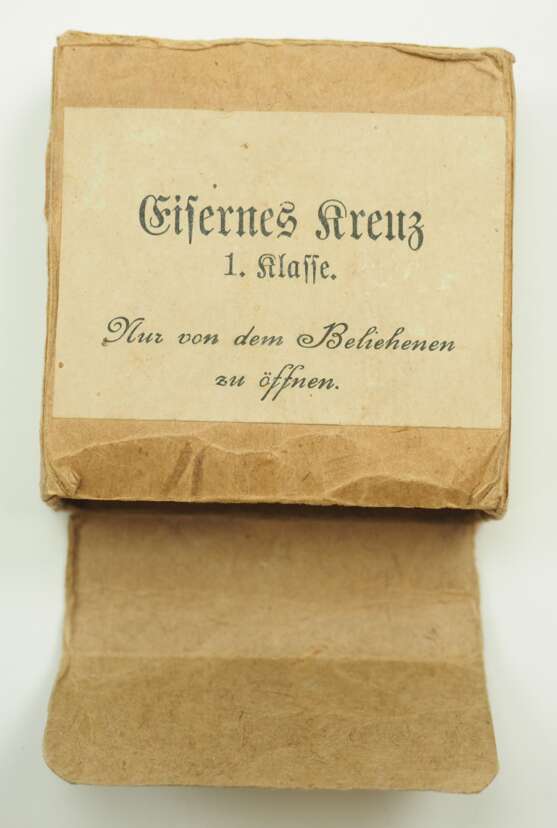 Eisernes Kreuz
1. Klasse.
Nur von dem Beliehenen
zu öffnen.